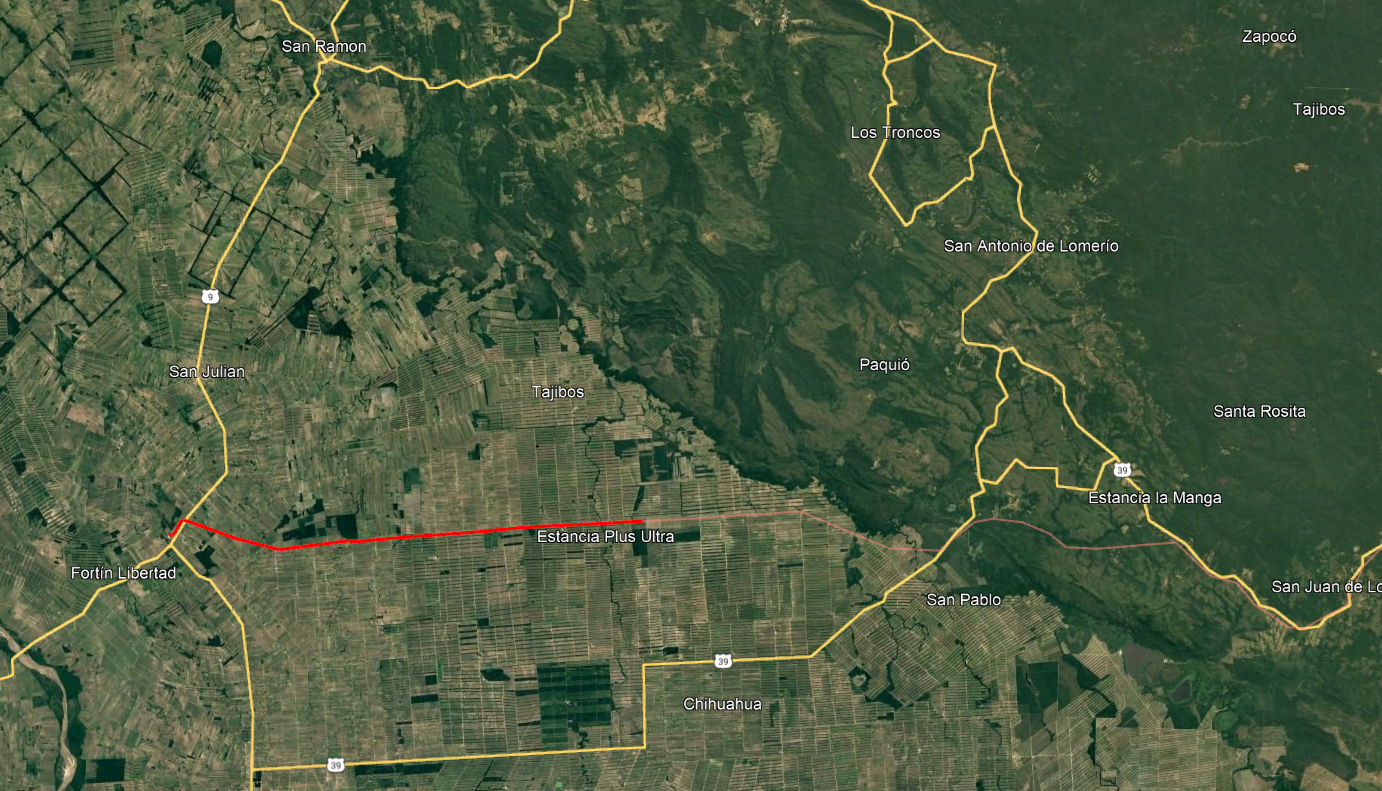 Zapocó
San Ramon
Tajibos
Los Troncos
San Antonio de Lomerío
9
Paquió
San Julian
Tajibos
Santa Rosita
39
Estancia la Manga
Estancia Plus Ultra
Fortín Libertad
San Juan de Lo
San Pablo
39
Chihuahua
39